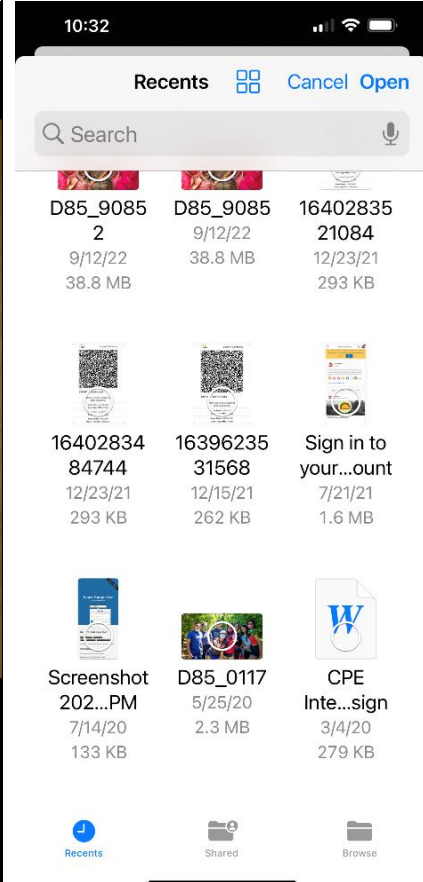 10:32
Recents
Cancel Open
Search
D85_9085
2
9/12/22
38.8 MB
D85_9085
9/12/22
38.8 MB
16402835
21084
12/23/21
293 KB
16402834
84744
12/23/21
293 KB
16396235
31568
12/15/21
262 KB
Sign in to
your...ount
7/21/21
1.6 MB
Screenshot
202...PM
7/14/20
133 KB
D85_0117
5/25/20
2.3 MB
W
CPE
Inte...sign
3/4/20
279 KB
Recents
Shared
Browse